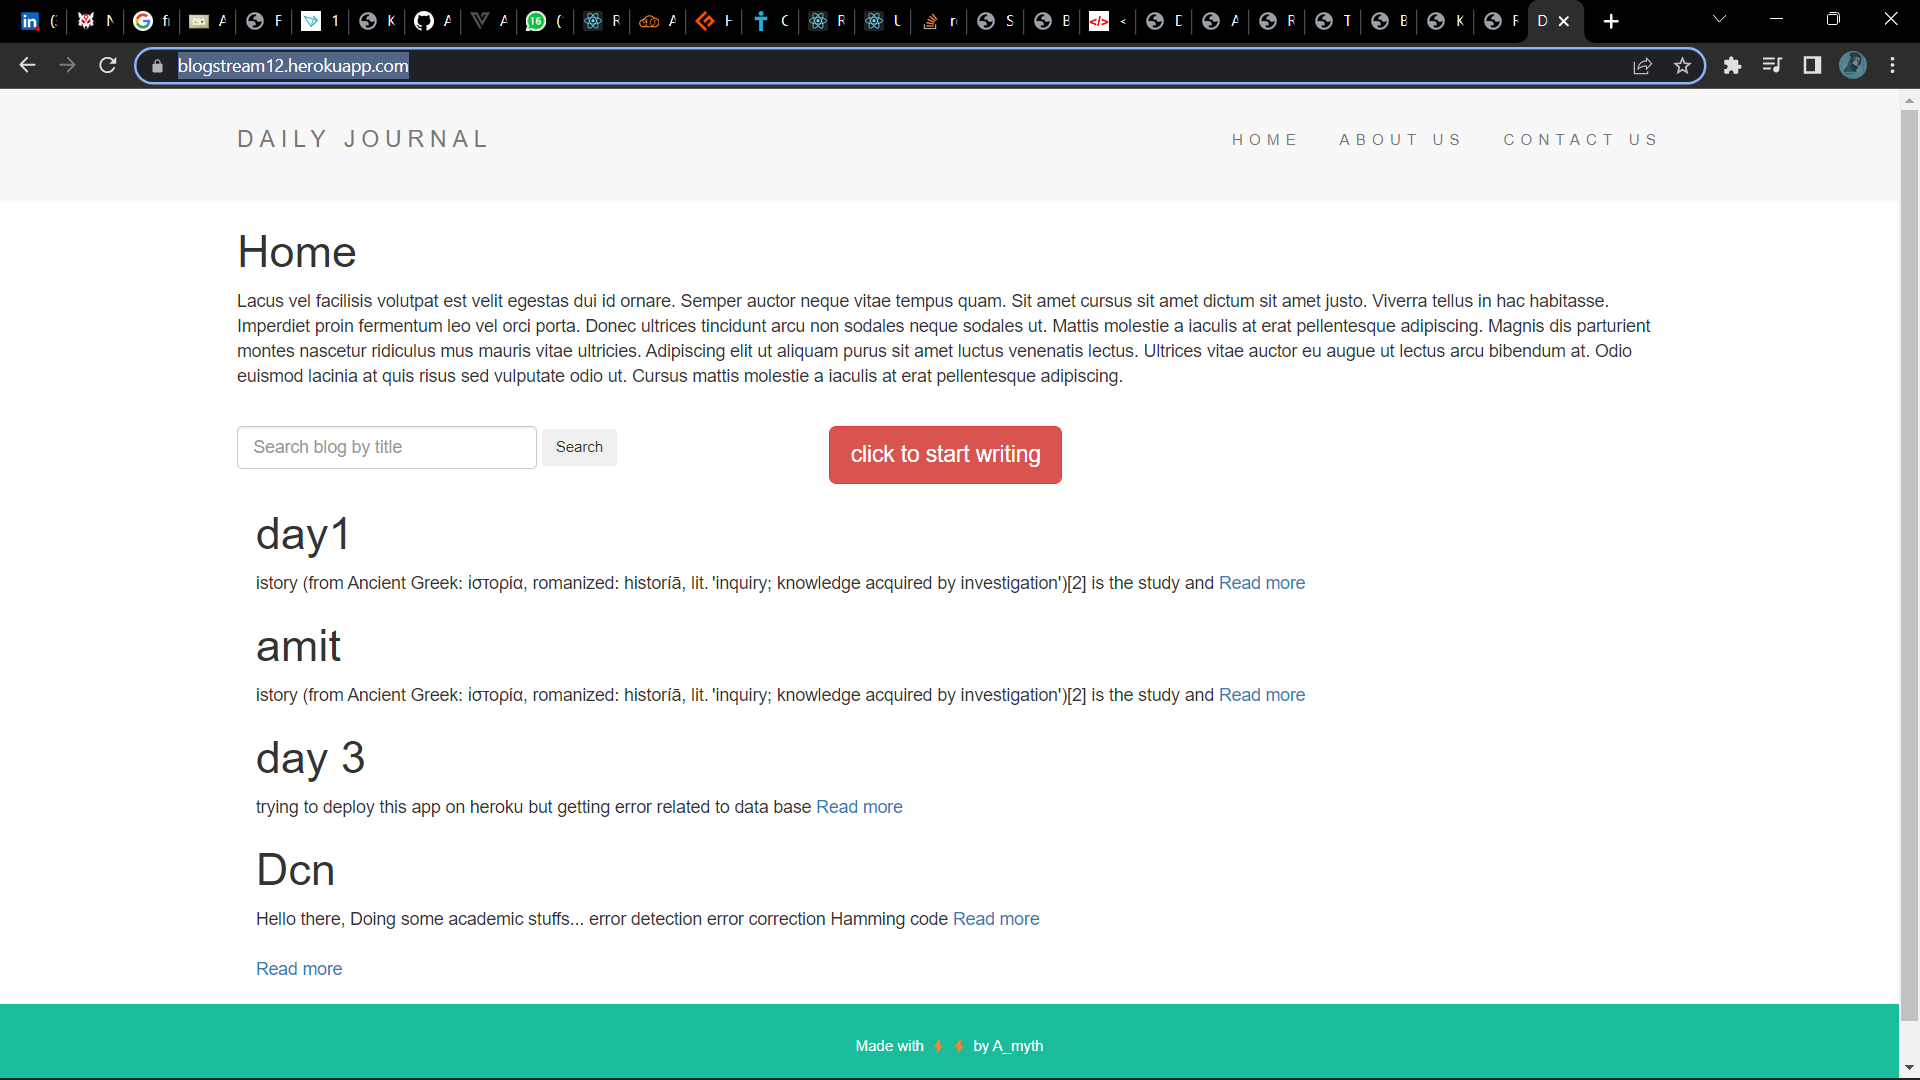 blogstream12.herokuapp.com
DAILY JOURNAL
HOME ABOUT US CONTACT US
Home
Lacus vel facilisis volutpat est velit egestas dui id ornare. Semper auctor neque vitae tempus quam. Sit amet cursus sit amet dictum sit amet justo. Viverra tellus in hac habitasse.
Imperdiet proin fermentum leo vel orci porta. Donec ultrices tincidunt arcu non sodales neque sodales ut. Mattis molestie a iaculis at erat pellentesque adipiscing. Magnis dis parturient
montes nascetur ridiculus mus mauris vitae ultricies. Adipiscing elit ut aliquam purus sit amet luctus venenatis lectus. Ultrices vitae auctor eu augue ut lectus arcu bibendum at. Odio
euismod lacinia at quis risus sed vulputate odio ut. Cursus mattis molestie a iaculis at erat pellentesque adipiscing.
Search blog by title Search click to start writing
day1
istory (from Ancient Greek: ἱστορία, romanized: historíā, lit. 'inquiry; knowledge acquired by investigation')[2] is the study and Read more
amit
istory (from Ancient Greek: ἱστορία, romanized: historíā, lit. 'inquiry; knowledge acquired by investigation')[2] is the study and Read more
day 3
trying to deploy this app on heroku but getting error related to data base Read more
Dcn
Hello there, Doing some academic stuffs... error detection error correction Hamming code Read more
Read more
Made with by A_myth